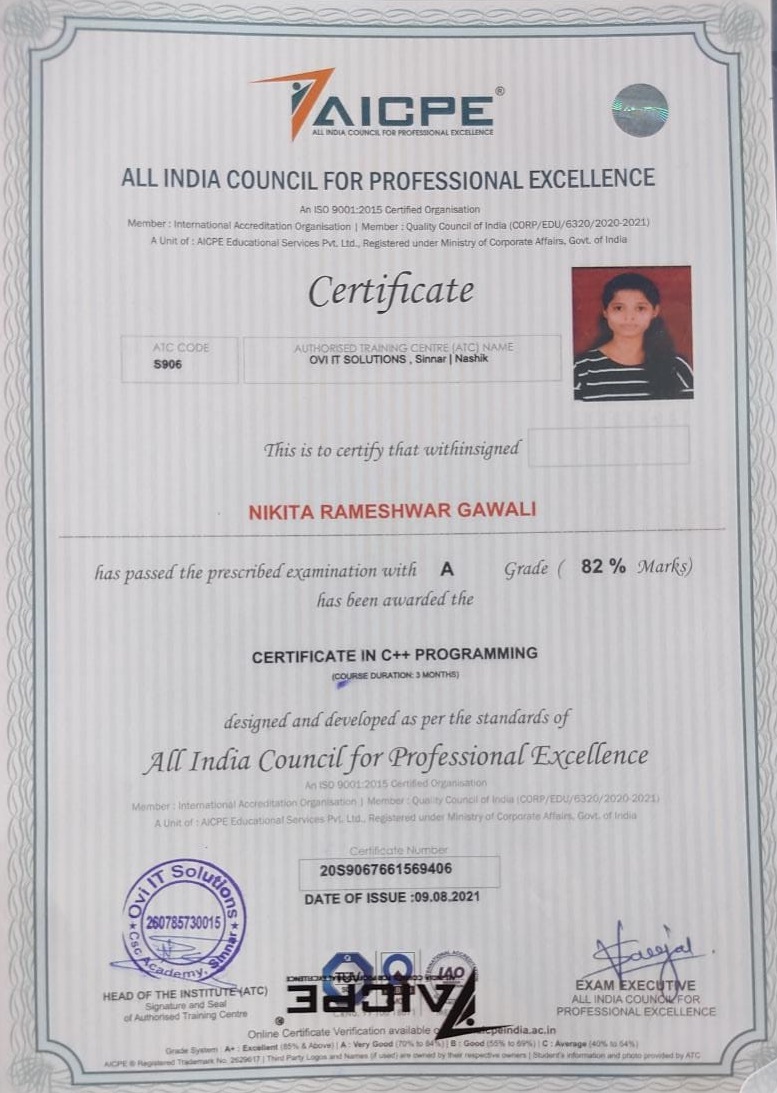 AICPE®
ALL INDIA COUNCIL FOR PROFESSIONAL EXCELLENCE
ALL INDIA COUNCIL FOR PROFESSIONAL EXCELLENCE
An ISO 9001:2015 Certified Organisation
Member : International Accreditation Organisation | Member : Quality Council of India (CORP/EDU/6320/2020-2021)
A Unit of : AICPE Educational Services Pvt. Ltd., Registered under Ministry of Corporate Affairs, Govt. of India
Certificate
ATC CODE
S906
AUTHORISED TRAINING CENTRE (ATC) NAME
OVI IT SOLUTIONS , Sinnar | Nashik
This is to certify that withinsigned
NIKITA RAMESHWAR GAWALI
has passed the prescribed examination with A Grade ( 82 % Marks)
has been awarded the
CERTIFICATE IN C++ PROGRAMMING
(COURSE DURATION: 3 MONTHS)
designed and developed as per the standards of
All India Council for Professional Excellence
An ISO 9001:2015 Certified Organisation
Member : International Accreditation Organisation | Member : Quality Council of India (CORP/EDU/6320/2020-2021)
A Unit of : AICPE Educational Services Pvt. Ltd., Registered under Ministry of Corporate Affairs, Govt. of India
Certificate Number
20S9067661569406
DATE OF ISSUE :09.08.2021
Ovi IT Solutions
260785730015
Csc Academy, Sinnar
HEAD OF THE INSTITUTE (ATC)
Signature and Seal
of Authorised Training Centre
TÜV
IAO
AICPE
EXAM EXECUTIVE
ALL INDIA COUNCIL FOR
PROFESSIONAL EXCELLENCE
Online Certificate Verification available
Grade System : A+ : Excellent (85% & Above) | A : Very Good (70% to 84%) | B : Good (55% to 69%) | C : Average (40% to 54%)
AICPE ® Registered Trademark No. 2629617 | Third Party Logos and Names (if used) are owned by their respective owners | Student's information and photo provided by ATC